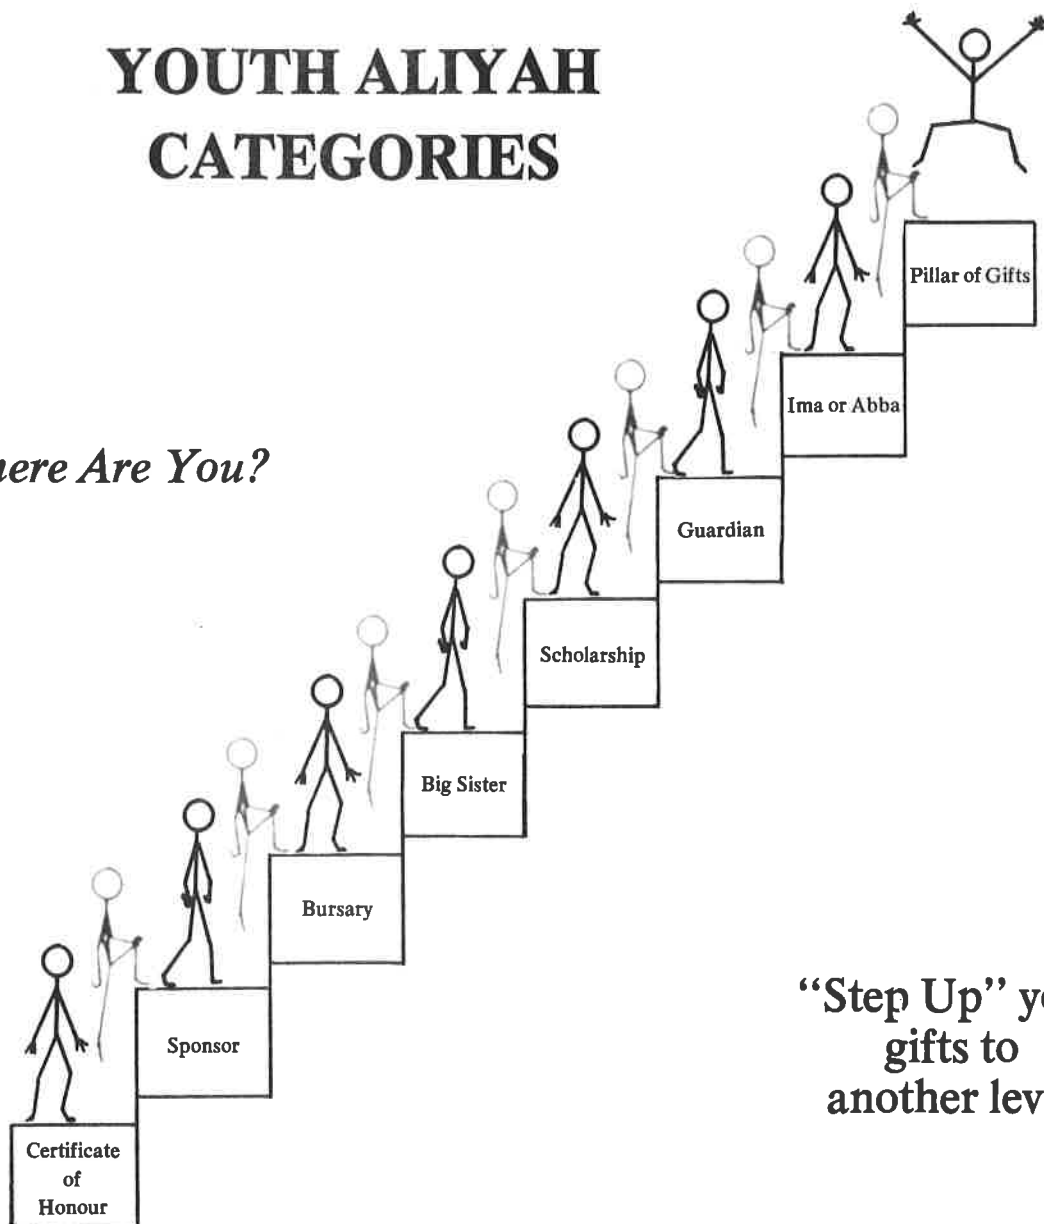 YOUTH ALIYAH
CATEGORIES
Pillar of Gifts
Ima or Abba
here Are You?
Guardian
Scholarship
Big Sister
Bursary
Sponsor
“Step Up” yo
gifts to
another lev
Certificate
of
Honour